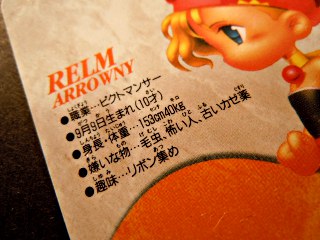 RELM
ARROWNY
●職業…ピクトマンサー
●9月9日生まれ(10才)
●身長・体重…153cm40kg
●嫌いな物…毛虫、怖い人、古いカゼ薬
●趣味…リボン集め